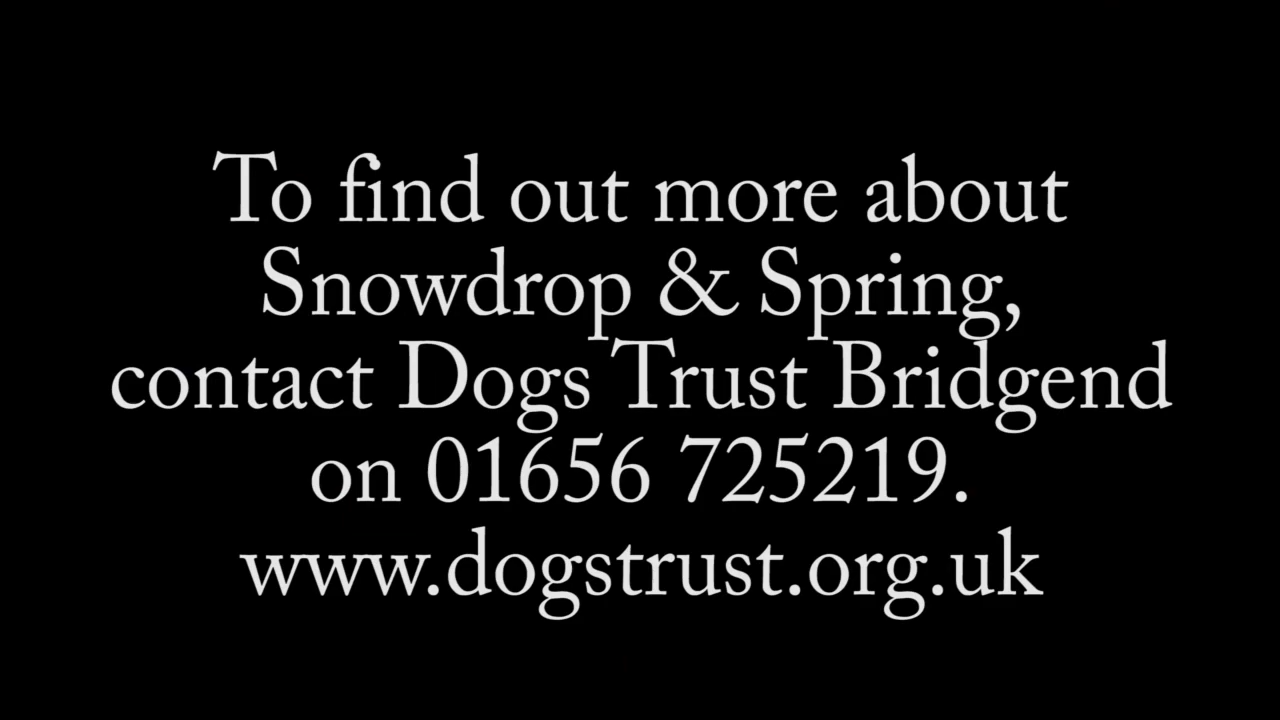 To find out more about
Snowdrop & Spring,
contact Dogs Trust Bridgend
on 01656 725219.
www.dogstrust.org.uk